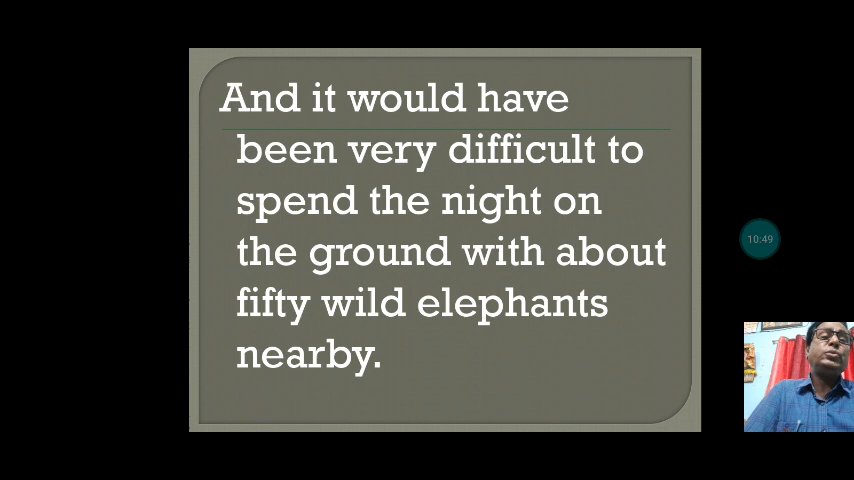 And it would have
been very difficult to
spend the night on
the ground with about
fifty wild elephants
nearby.
10:49